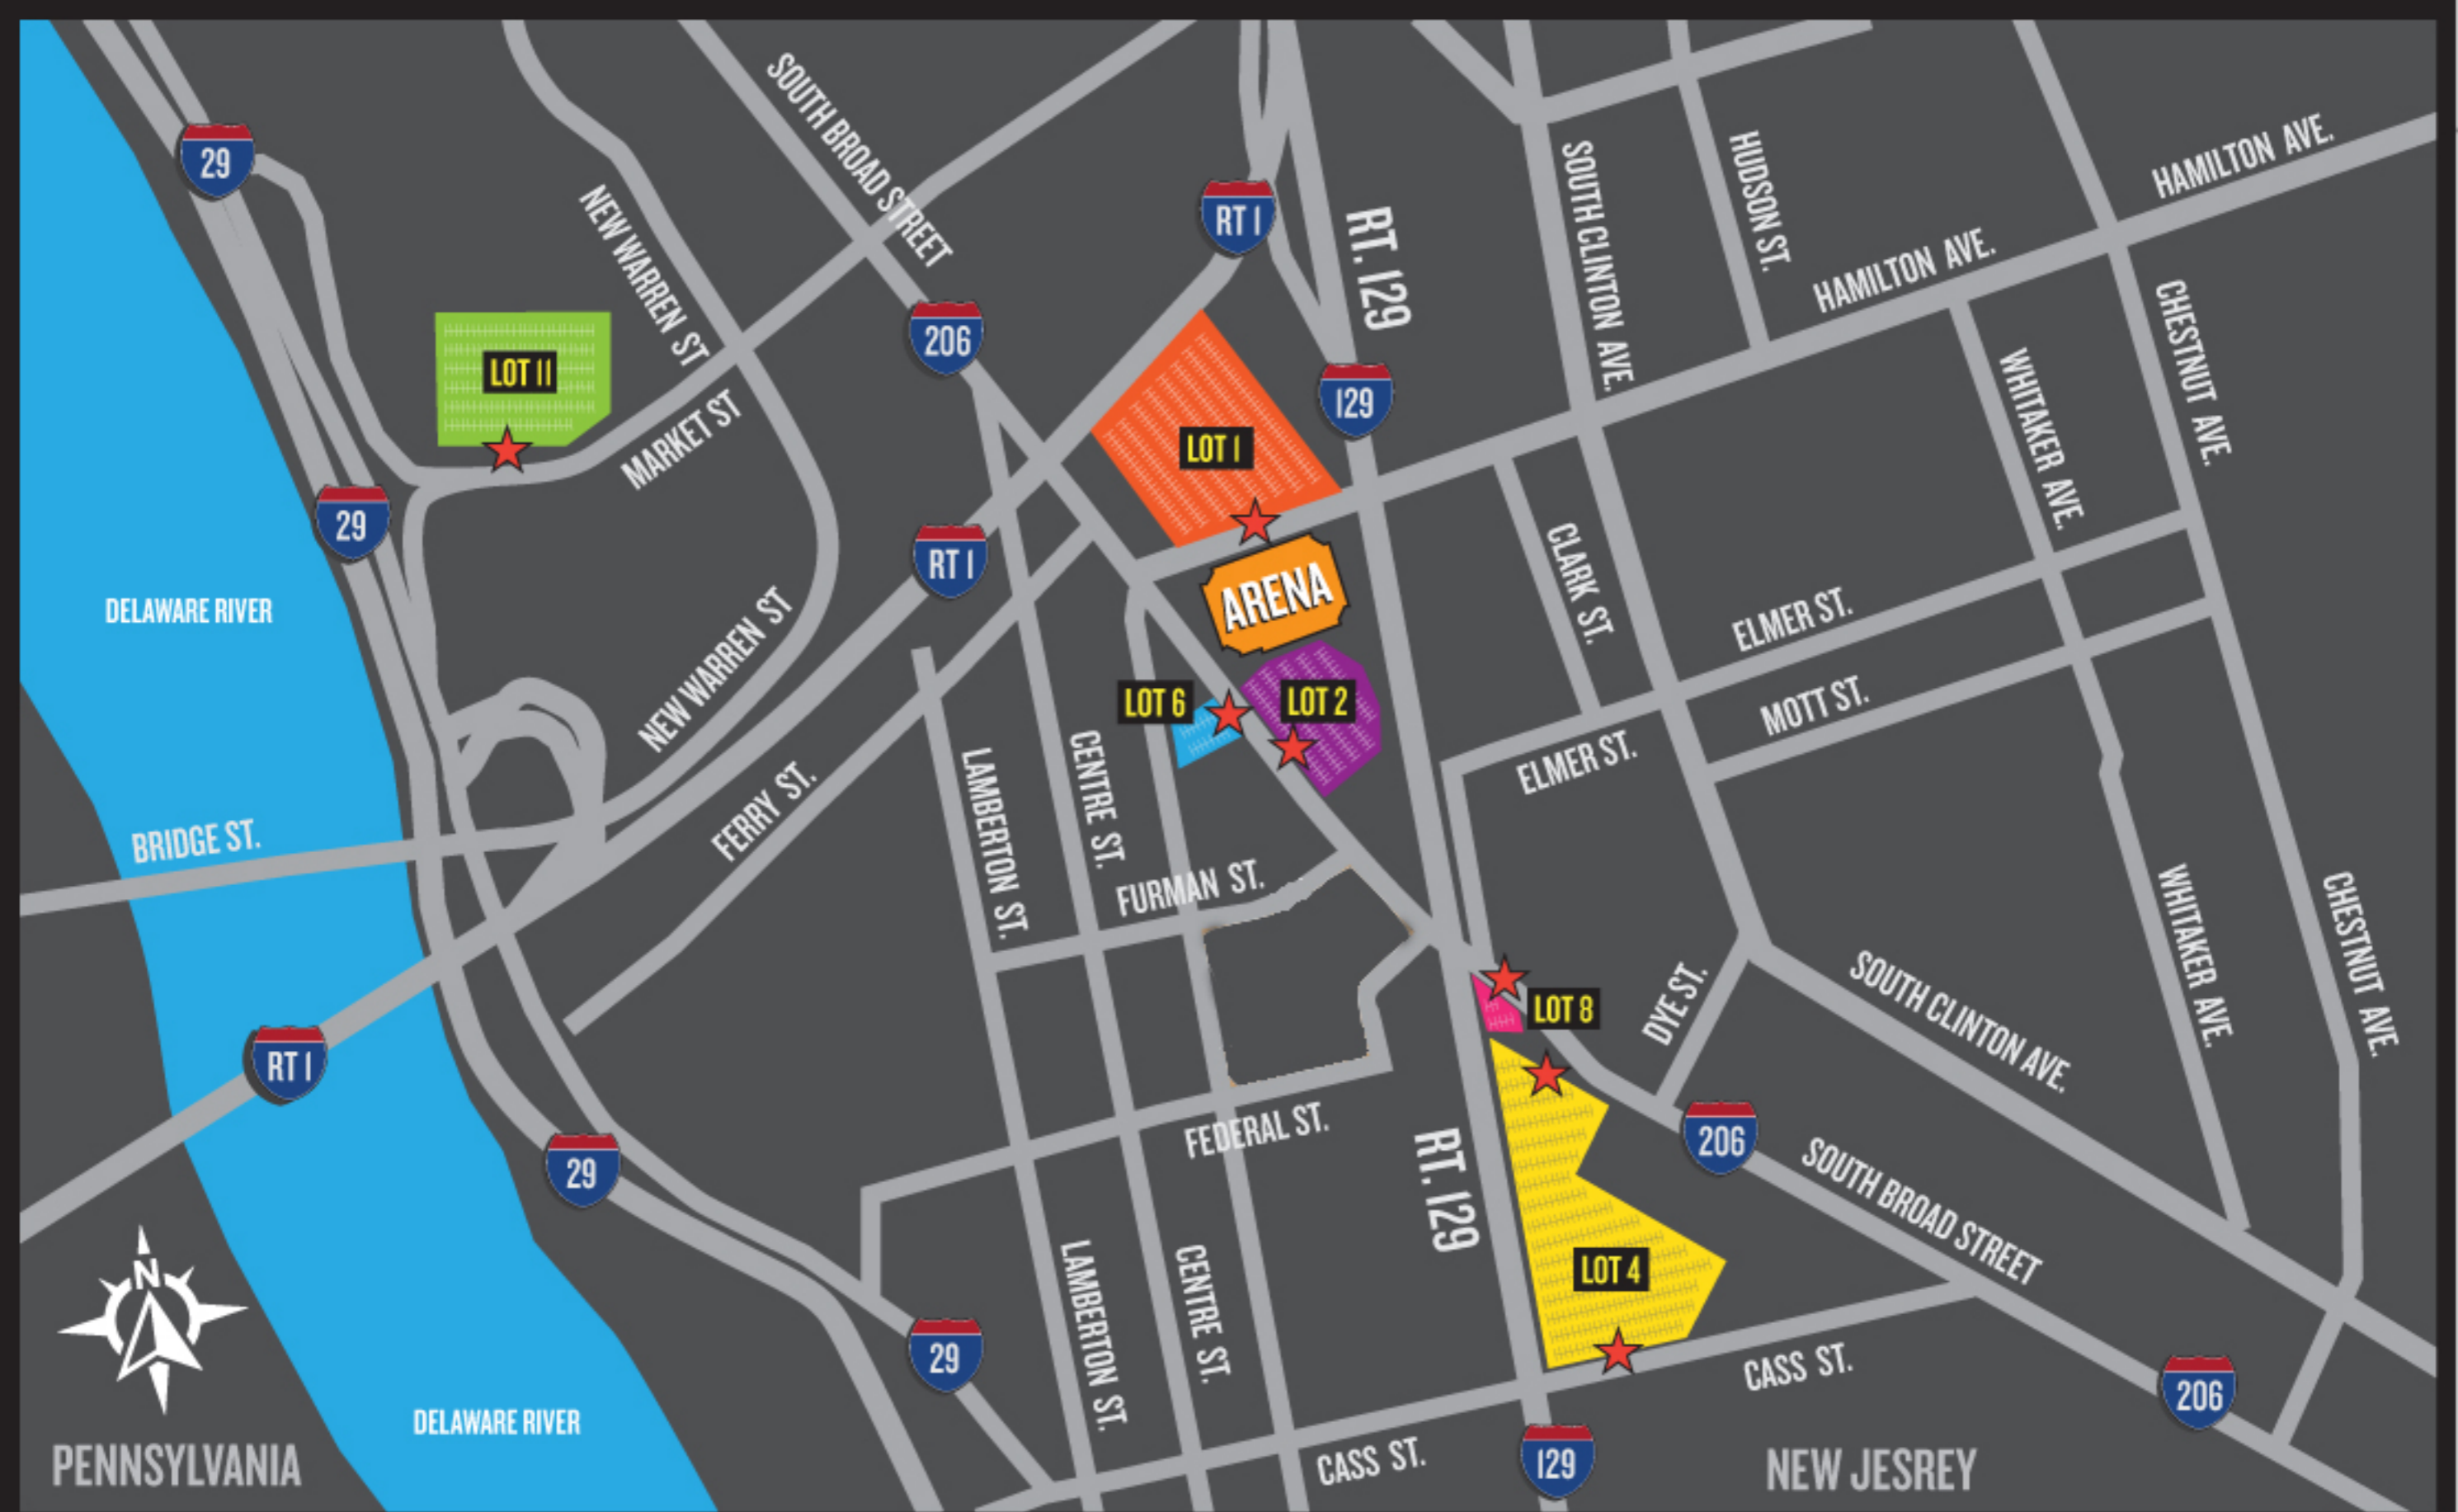 SOUTH BROAD STREET
29
HAMILTON AVE.
HUDSON ST.
SOUTH CLINTON AVE.
RT 1
NEW WARREN ST
RT. 129
HAMILTON AVE.
CHESTNUT AVE.
206
LOT 11
WHITAKER AVE.
129
MARKET ST
LOT 1
29
CLARK ST.
RT 1
ARENA
DELAWARE RIVER
ELMER ST.
NEW WARREN ST
LOT 6
LOT 2
MOTT ST.
CENTRE ST.
LAMBERTON ST.
ELMER ST.
FERRY ST.
BRIDGE ST.
FURMAN ST.
WHITAKER AVE.
CHESTNUT AVE.
LOT 8
DYE ST.
SOUTH CLINTON AVE.
RT 1
FEDERAL ST.
206
29
RT. 129
SOUTH BROAD STREET
N
LOT 4
LAMBERTON ST.
CENTRE ST.
29
CASS ST.
206
DELAWARE RIVER
PENNSYLVANIA
CASS ST.
129
NEW JESREY